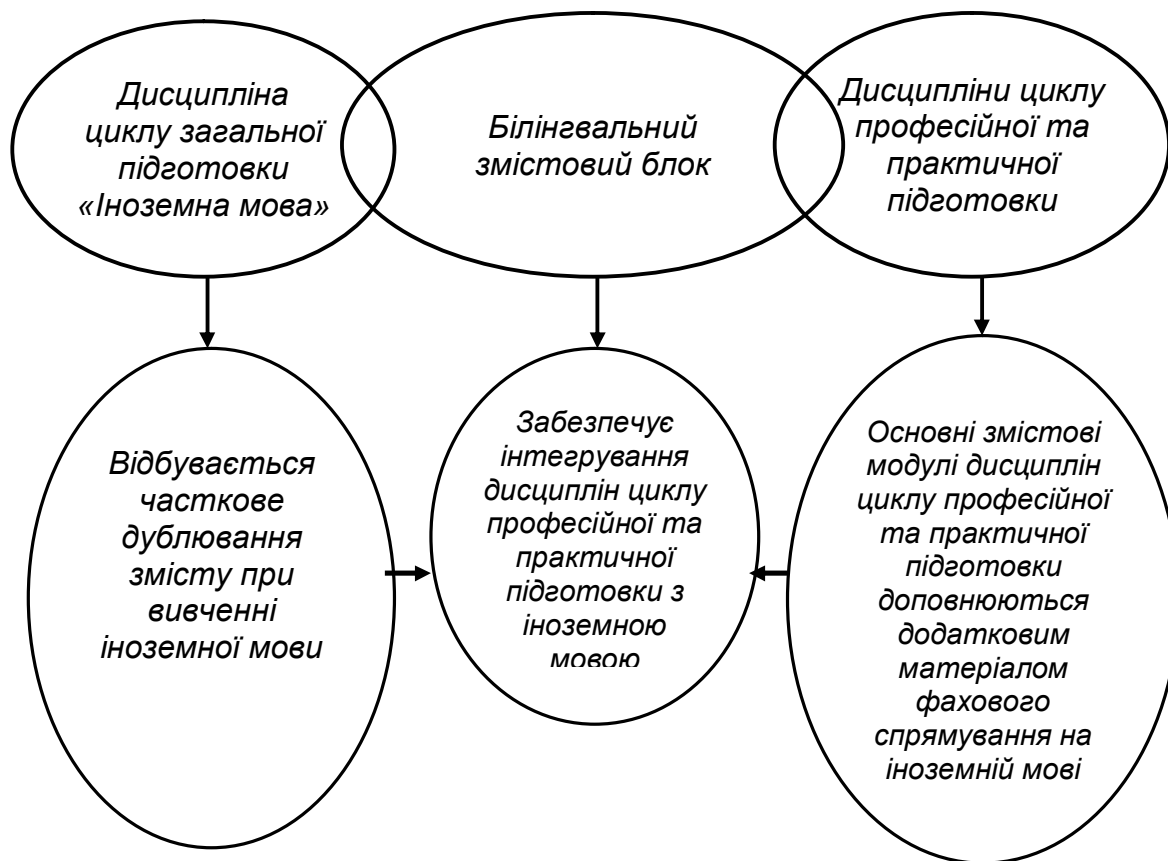 Дисципліна
циклу загальної
підготовки
«Іноземна мова»
Білінгвальний
змістовий блок
Дисципліни циклу
професійної та
практичної
підготовки
Відбувається
часткове
дублювання
змісту при
вивченні
іноземної мови
Забезпечує
інтегрування
дисциплін циклу
професійної та
практичної
підготовки з
іноземною
мовою
Основні змістові
модулі дисциплін
циклу професійної
та практичної
підготовки
доповнюються
додатковим
матеріалом
фахового
спрямування на
іноземній мові